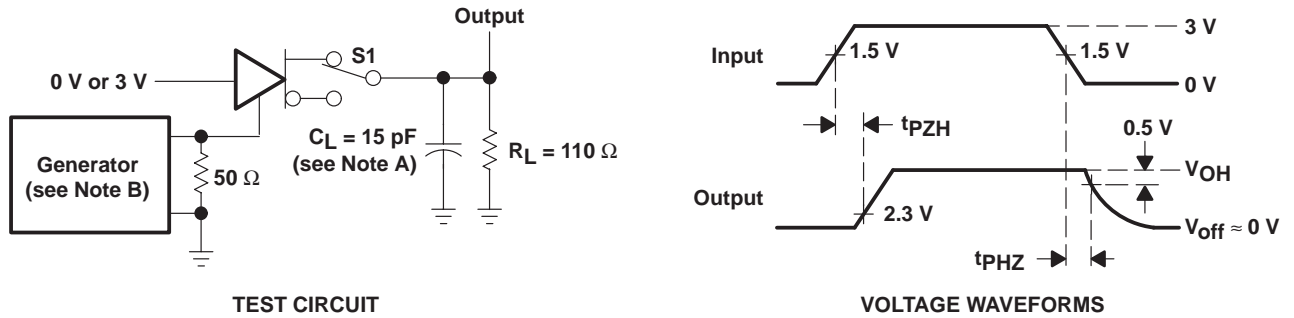 Output
S1
0 V or 3 V
Generator
(see Note B)
50 Ω
CL = 15 pF
(see Note A)
RL = 110 Ω
TEST CIRCUIT
Input
1.5 V
1.5 V
3 V
0 V
tPZH
0.5 V
Output
2.3 V
VOH
Voff ≈ 0 V
tPHZ
VOLTAGE WAVEFORMS